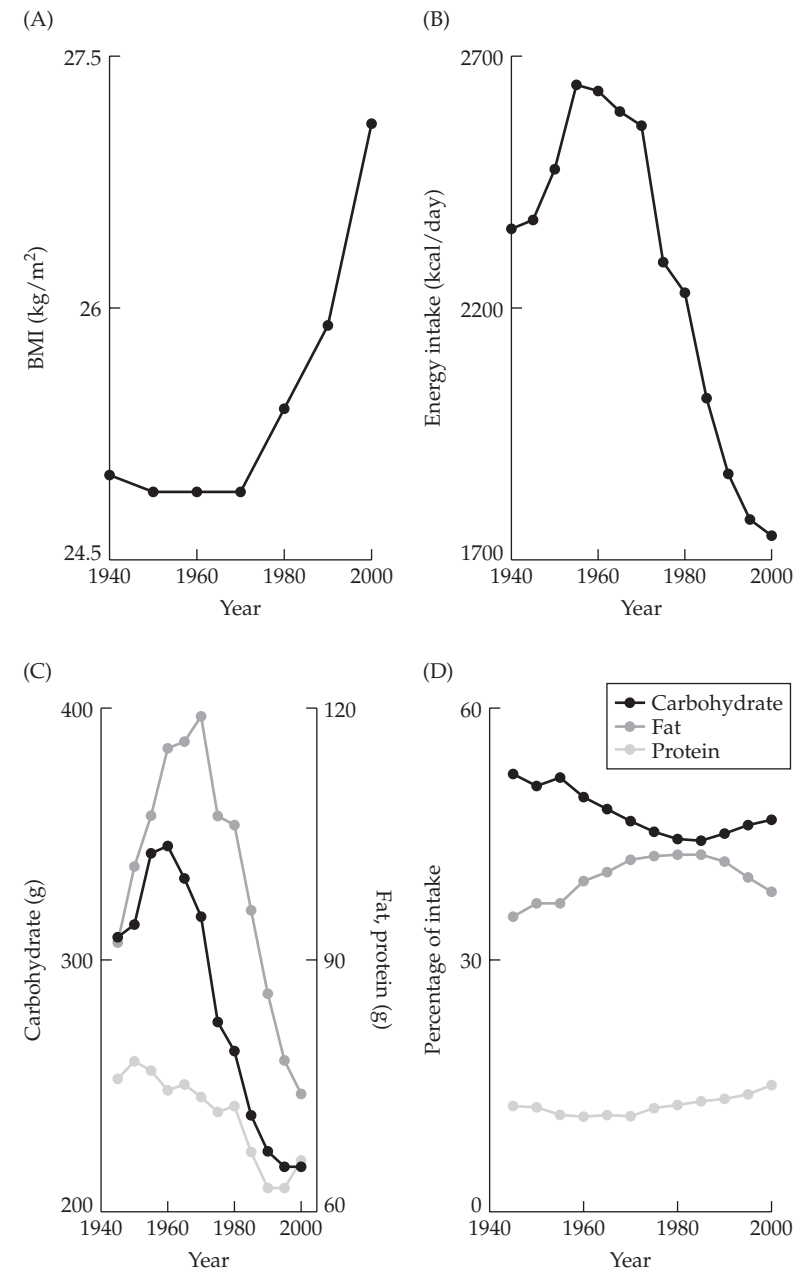 (A)
27.5
26
24.5
BMI (kg/m²)
1940 1960 1980 2000
Year
(B)
2700
2200
1700
Energy intake (kcal/day)
1940 1960 1980 2000
Year
(C)
400
300
200
Carbohydrate (g)
120
90
60
Fat, protein (g)
1940 1960 1980 2000
Year
(D)
Carbohydrate
Fat
Protein
60
30
0
Percentage of intake
1940 1960 1980 2000
Year